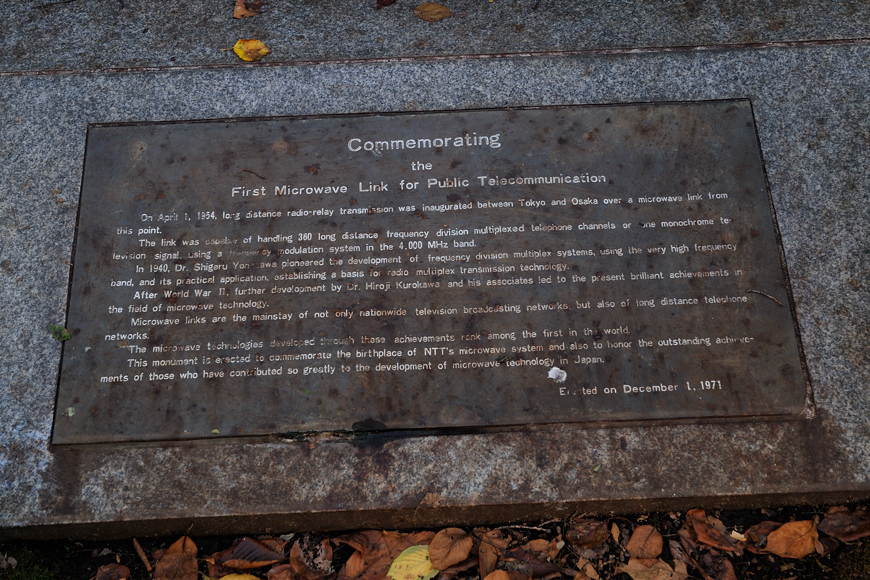 Commemorating
the
First Microwave Link for Public Telecommunication
On April 1, 1954, long distance radio-relay transmission was inaugurated between Tokyo and Osaka over a microwave link from
this point.
The link was capable of handling 360 long distance frequency division multiplexed telephone channels or one monochrome te-
levision signal, using a frequency modulation system in the 4,000 MHz band.
In 1940, Dr. Shigeru Yonezawa pioneered the development of frequency division multiplex systems, using the very high frequency
band, and its practical application, establishing a basis for radio multiplex transmission technology.
After World War II, further development by Dr. Hiroji Kurokawa and his associates led to the present brilliant achievements in
the field of microwave technology.
Microwave links are the mainstay of not only nationwide television broadcasting networks, but also of long distance telephone
networks.
The microwave technologies developed through these achievements rank among the first in the world.
This monument is erected to commemorate the birthplace of NTT's microwave system and also to honor the outstanding achieve-
ments of those who have contributed so greatly to the development of microwave technology in Japan.
Erected on December 1, 1971